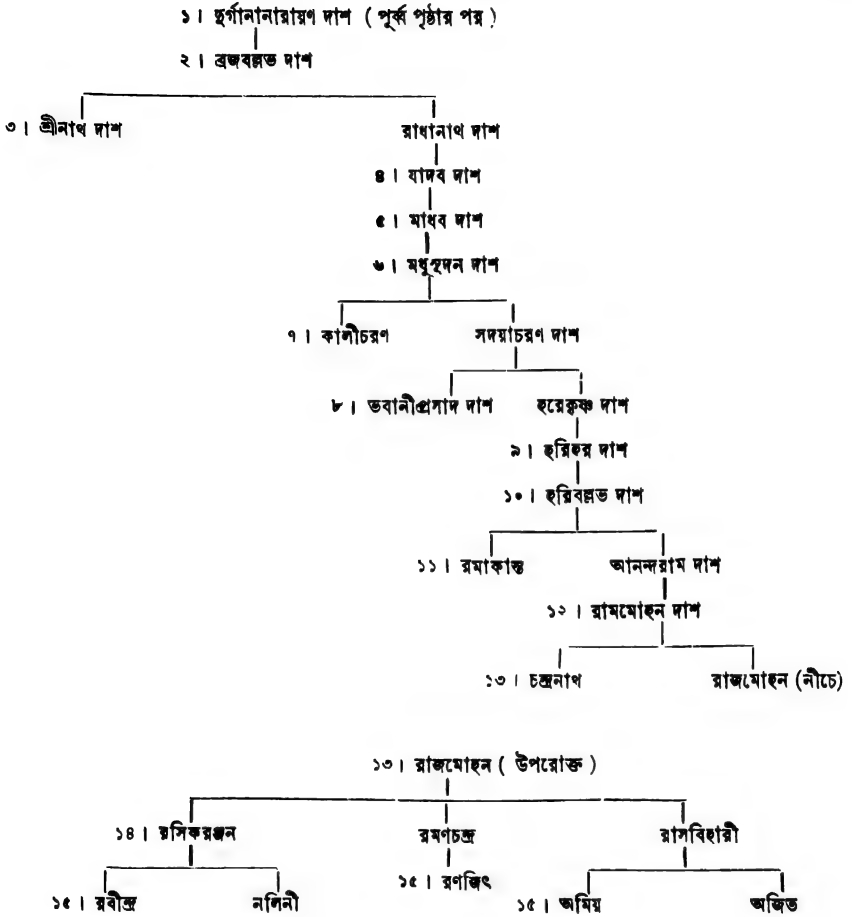 ১। দুর্গানানারায়ণ দাশ ( পূর্ব্ব পৃষ্ঠার পর )
২। ব্রজবল্লভ দাশ
৩। শ্রীনাথ দাশ রাধানাথ দাশ
৪। যাদব দাশ
৫। মাধব দাশ
৬। মধুসূদন দাশ
৭। কালীচরণ সদয়াচরণ দাশ
৮। ভবানীপ্রসাদ দাশ হরেকৃষ্ণ দাশ
৯। হরিহর দাশ
১০। হরিবল্লভ দাশ
১১। রমাকান্ত আনন্দরাম দাশ
১২। রামমোহন দাশ
১৩। চন্দ্রনাথ রাজমোহন (নীচে)
১৩। রাজমোহন ( উপরোক্ত )
১৪। রসিকরঞ্জন রমণচন্দ্র রাসবিহারী
১৫। রবীন্দ্র নলিনী ১৫। রণজিৎ ১৫। অমিয় অজিত